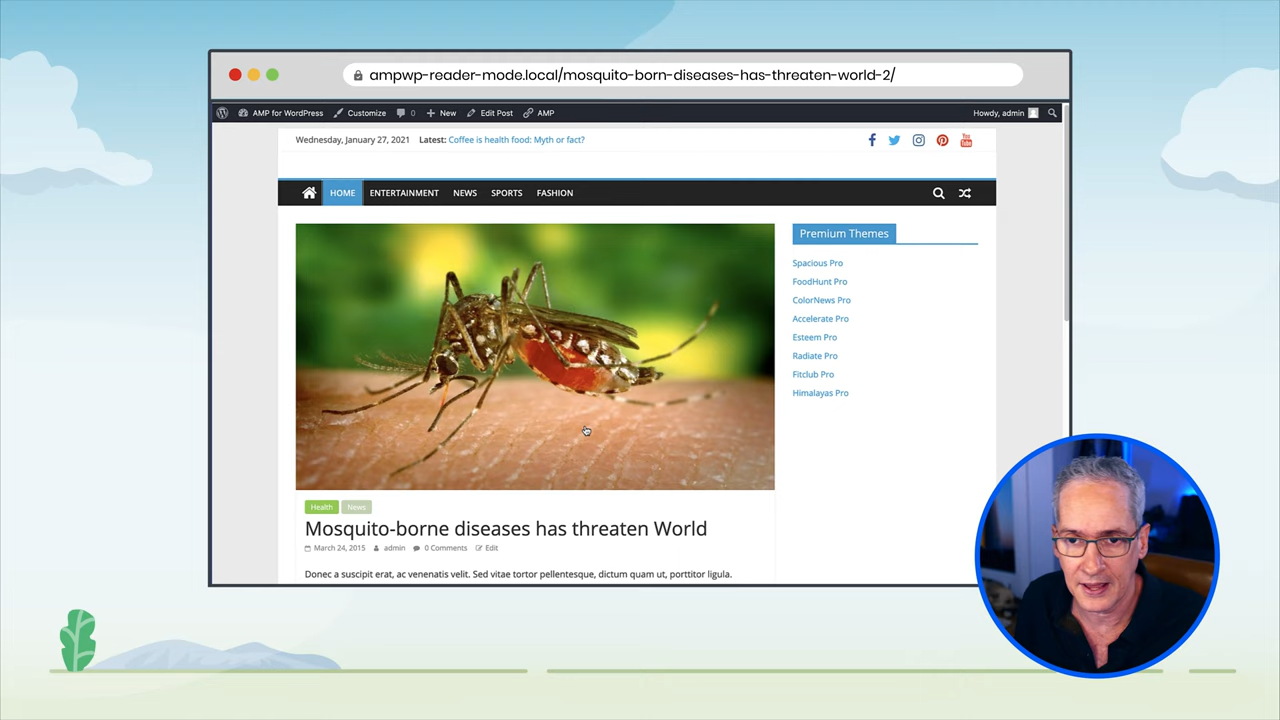 ampwp-reader-mode.local/mosquito-born-diseases-has-threaten-world-2/
AMP for WordPress Customize 0 New Edit Post AMP Howdy, admin
Wednesday, January 27, 2021 Latest: Coffee is health food: Myth or fact?
You Tube
HOME ENTERTAINMENT NEWS SPORTS FASHION
Premium Themes
Spacious Pro
FoodHunt Pro
ColorNews Pro
Accelerate Pro
Esteem Pro
Radiate Pro
Fitclub Pro
Himalayas Pro
Health News
Mosquito-borne diseases has threaten World
March 24, 2015 admin 0 Comments Edit
Donec a suscipit erat, ac venenatis velit. Sed vitae tortor pellentesque, dictum quam ut, porttitor ligula.